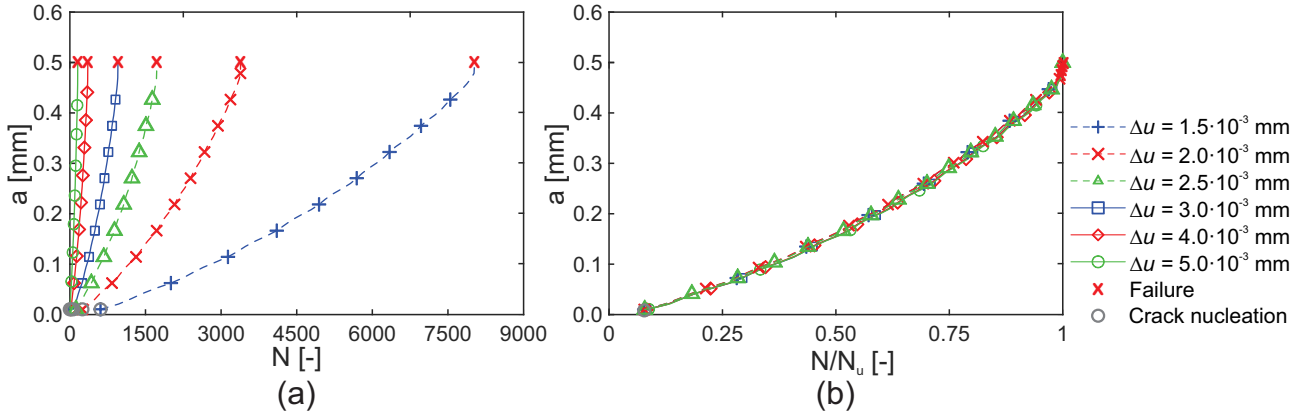 0.6
0.5
0.4
0.3
0.2
0.1
0.0
a [mm]
0 1500 3000 4500 6000 7500 9000
N [-]
(a)
0.6
0.5
0.4
0.3
0.2
0.1
0.0
a [mm]
0 0.25 0.5 0.75 1
N/Nᵤ [-]
(b)
Δu = 1.5·10⁻³ mm
Δu = 2.0·10⁻³ mm
Δu = 2.5·10⁻³ mm
Δu = 3.0·10⁻³ mm
Δu = 4.0·10⁻³ mm
Δu = 5.0·10⁻³ mm
Failure
Crack nucleation